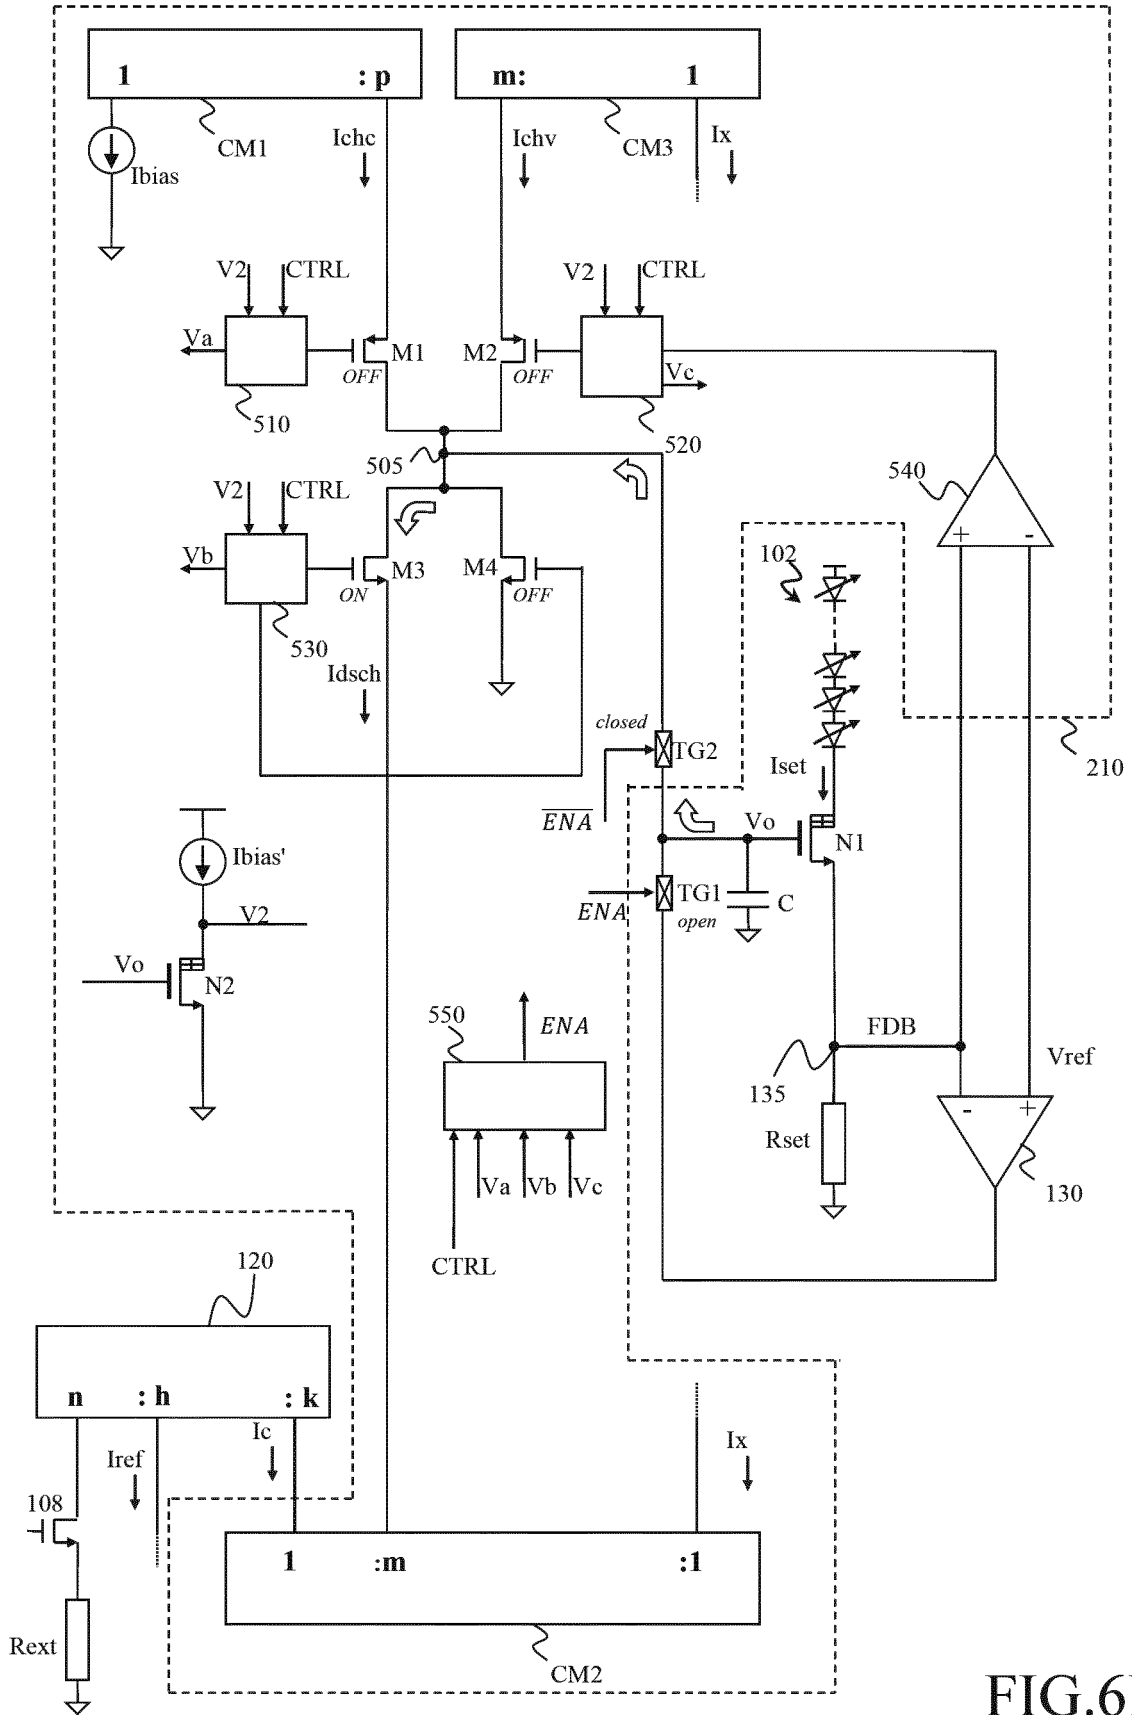 1 : p
m: 1
CM1
CM3
Ichc
Ichv
Ix
Ibias
V2 CTRL
V2 CTRL
Va
M1
M2
Vc
OFF
OFF
510
520
505
540
V2 CTRL
+ -
Vb
M3
M4
102
ON
OFF
530
Idsch
closed
TG2
210
Iset
ENA
Vo
N1
Ibias'
TG1
C
ENA
open
V2
Vo
N2
550
ENA
FDB
Vref
135
- +
Rset
130
Va Vb Vc
CTRL
120
n : h : k
Iref
Ic
Ix
108
1 :m :1
Rext
CM2
FIG.6